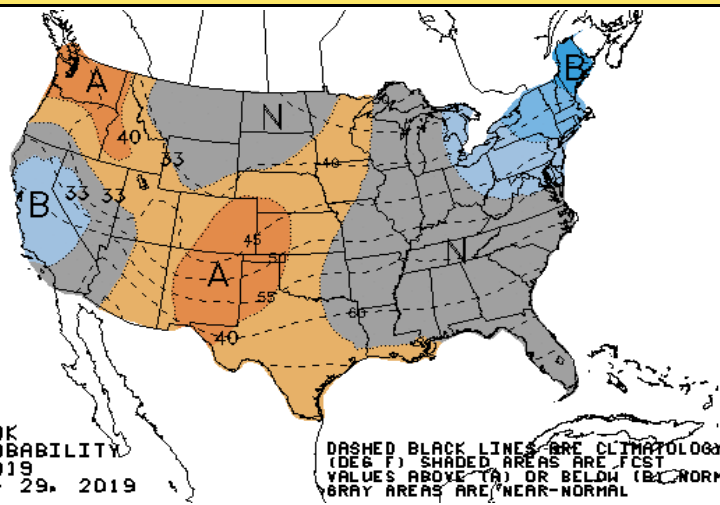 B
A
N
40
33
40
B
33
33
45
N
50
A
55
60
40
OK
OBABILITY
019
29, 2019
DASHED BLACK LINES ARE CLIMATOLOGY
(DEG F) SHADED AREAS ARE FCST
VALUES ABOVE (A) OR BELOW (B) NORM
GRAY AREAS ARE NEAR-NORMAL